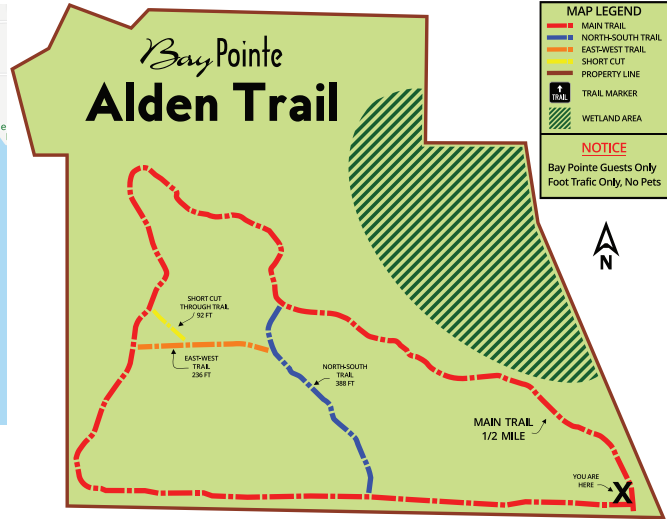 Bay Pointe
Alden Trail
MAP LEGEND
MAIN TRAIL
NORTH-SOUTH TRAIL
EAST-WEST TRAIL
SHORT CUT
PROPERTY LINE
TRAIL
TRAIL MARKER
WETLAND AREA
NOTICE
Bay Pointe Guests Only
Foot Trafic Only, No Pets
N
SHORT CUT
THROUGH TRAIL
92 FT
EAST-WEST
TRAIL
236 FT
NORTH-SOUTH
TRAIL
388 FT
MAIN TRAIL
1/2 MILE
YOU ARE
HERE
X